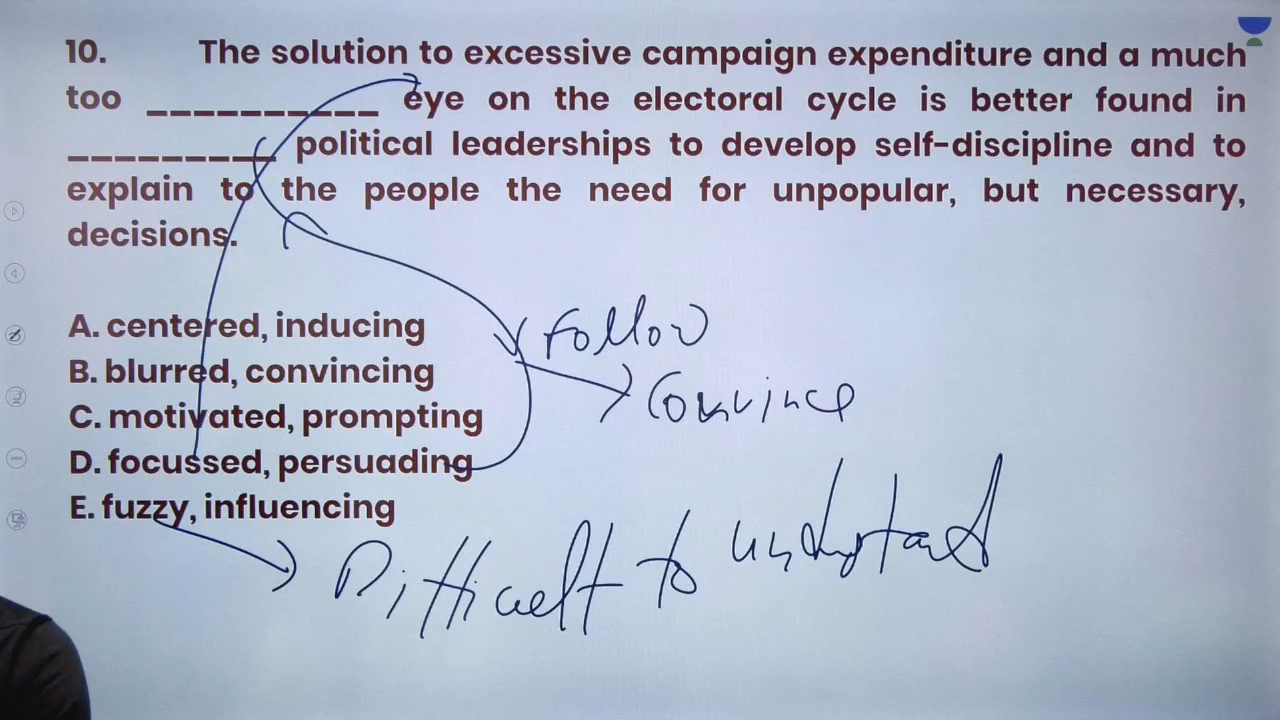 10. The solution to excessive campaign expenditure and a much
too __________ eye on the electoral cycle is better found in
_________ political leaderships to develop self-discipline and to
explain to the people the need for unpopular, but necessary,
decisions.
A. centered, inducing
B. blurred, convincing
C. motivated, prompting
D. focussed, persuading
E. fuzzy, influencing
Follow
Convince
Difficult to understand